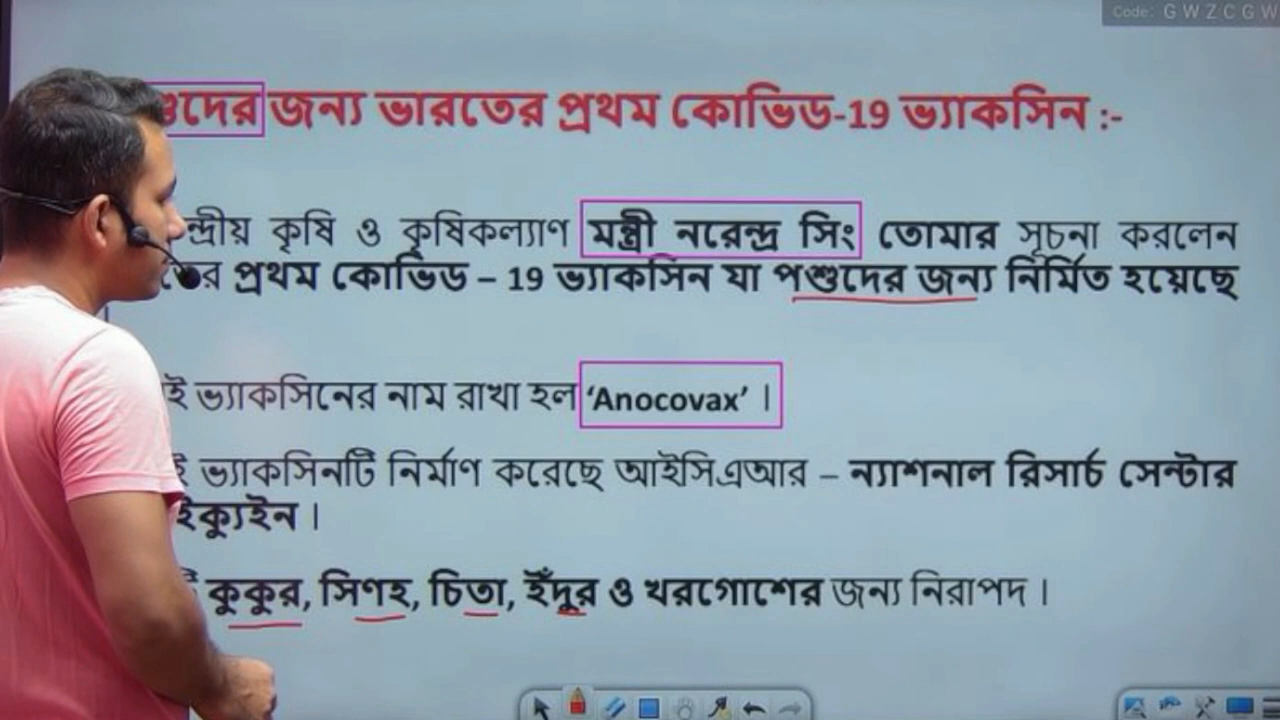 Code: G W Z C G W
জন্য ভারতের প্রথম কোভিড-19 ভ্যাকসিন :-
কৃষি ও কৃষিকল্যাণ মন্ত্রী নরেন্দ্র সিং তোমার সূচনা করলেন
প্রথম কোভিড – 19 ভ্যাকসিন যা পশুদের জন্য নির্মিত হয়েছে
ভ্যাকসিনের নাম রাখা হল ‘Anocovax’ ।
ভ্যাকসিনটি নির্মাণ করেছে আইসিএআর – ন্যাশনাল রিসার্চ সেন্টার
ইক্যুইন ।
কুকুর, সিণহ, চিতা, ইঁদুর ও খরগোশের জন্য নিরাপদ ।